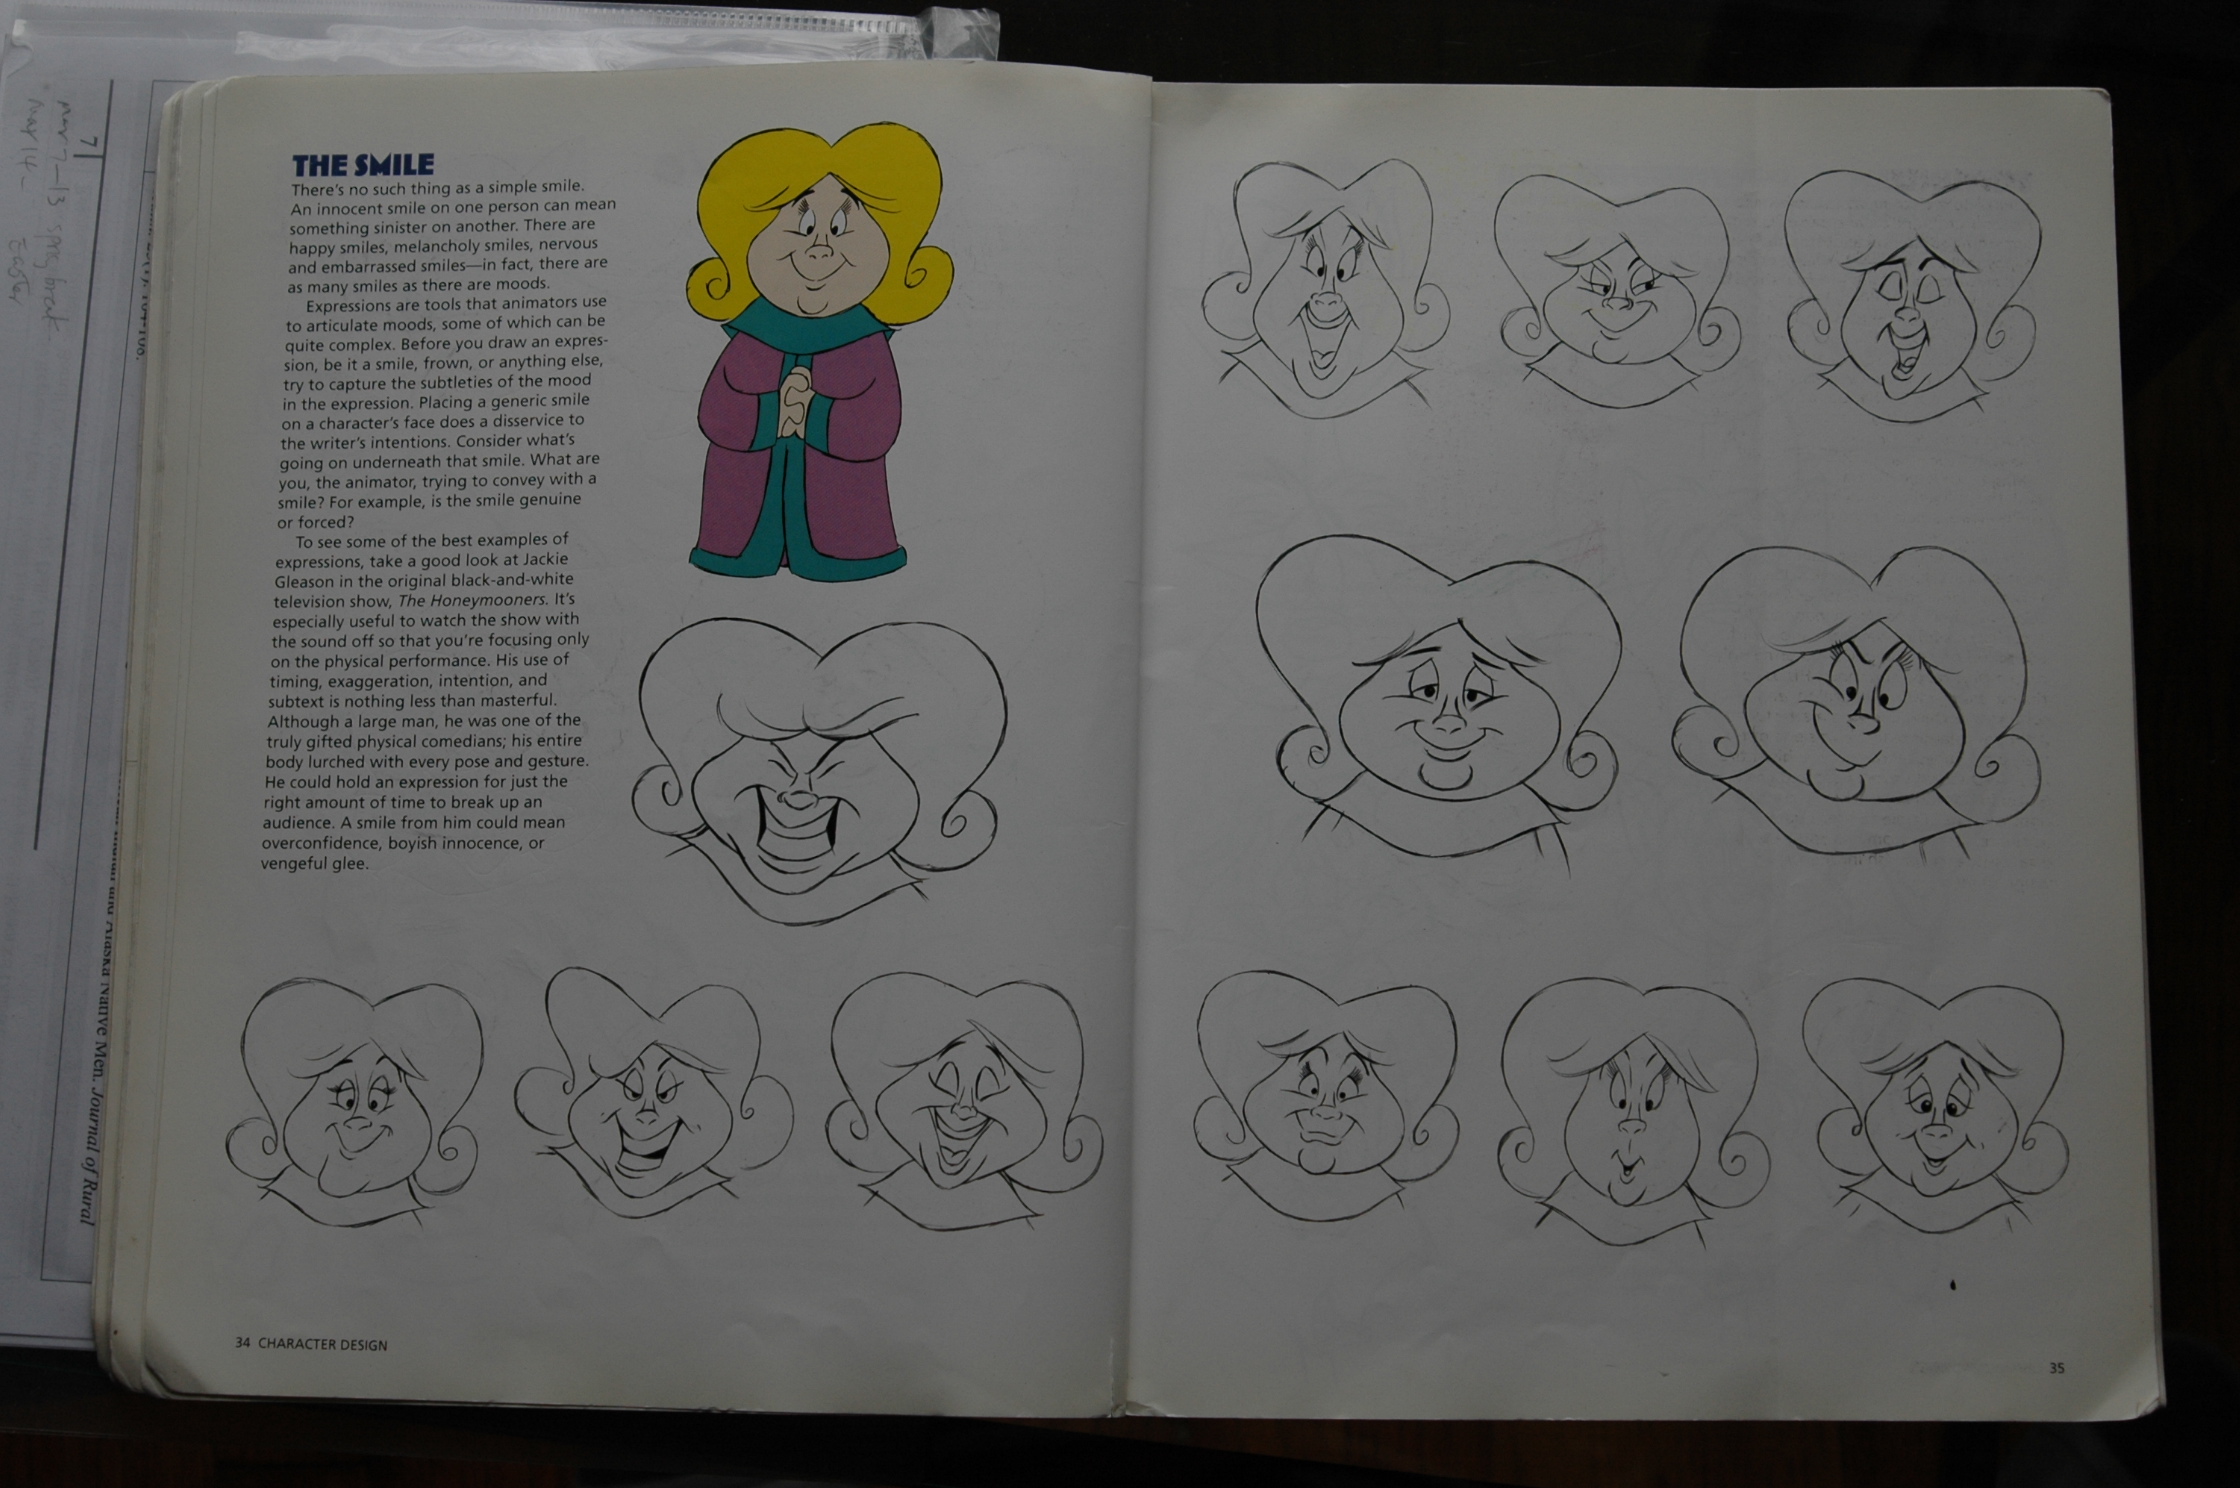 THE SMILE
There's no such thing as a simple smile.
An innocent smile on one person can mean
something sinister on another. There are
happy smiles, melancholy smiles, nervous
and embarrassed smiles—in fact, there are
as many smiles as there are moods.
Expressions are tools that animators use
to articulate moods, some of which can be
quite complex. Before you draw an expres-
sion, be it a smile, frown, or anything else,
try to capture the subtleties of the mood
in the expression. Placing a generic smile
on a character's face does a disservice to
the writer's intentions. Consider what's
going on underneath that smile. What are
you, the animator, trying to convey with a
smile? For example, is the smile genuine
or forced?
To see some of the best examples of
expressions, take a good look at Jackie
Gleason in the original black-and-white
television show, The Honeymooners. It's
especially useful to watch the show with
the sound off so that you're focusing only
on the physical performance. His use of
timing, exaggeration, intention, and
subtext is nothing less than masterful.
Although a large man, he was one of the
truly gifted physical comedians; his entire
body lurched with every pose and gesture.
He could hold an expression for just the
right amount of time to break up an
audience. A smile from him could mean
overconfidence, boyish innocence, or
vengeful glee.
34 CHARACTER DESIGN
35
7
mar 7-13 spring break
Easter
Alaska Native Men. Journal of Rural